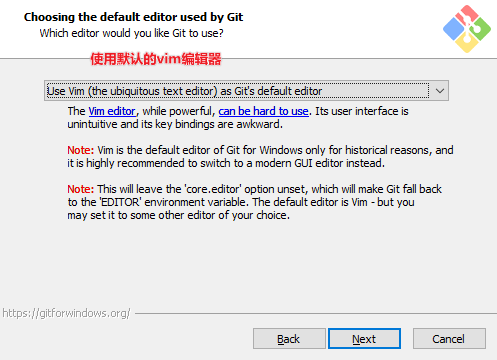 Choosing the default editor used by Git
Which editor would you like Git to use?
使用默认的vim编辑器
Use Vim (the ubiquitous text editor) as Git's default editor
The Vim editor, while powerful, can be hard to use. Its user interface is
unintuitive and its key bindings are awkward.
Note: Vim is the default editor of Git for Windows only for historical reasons, and
it is highly recommended to switch to a modern GUI editor instead.
Note: This will leave the 'core.editor' option unset, which will make Git fall back
to the 'EDITOR' environment variable. The default editor is Vim - but you
may set it to some other editor of your choice.
https://gitforwindows.org/
Back
Next
Cancel